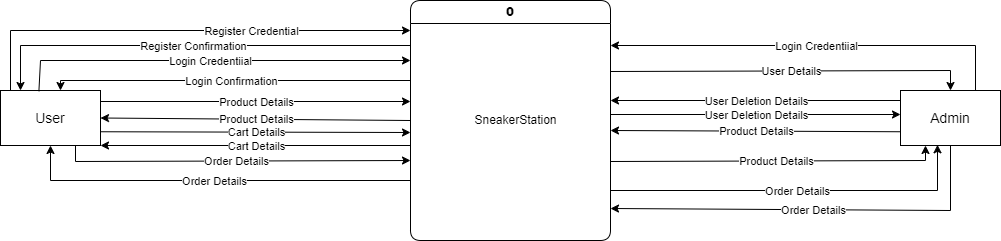 0
Register Credential
Register Confirmation
Login Credentiial
Login Confirmation
User
Product Details
Product Details
Cart Details
Cart Details
Order Details
Order Details
SneakerStation
Login Credentiial
User Details
User Deletion Details
User Deletion Details
Product Details
Admin
Product Details
Order Details
Order Details